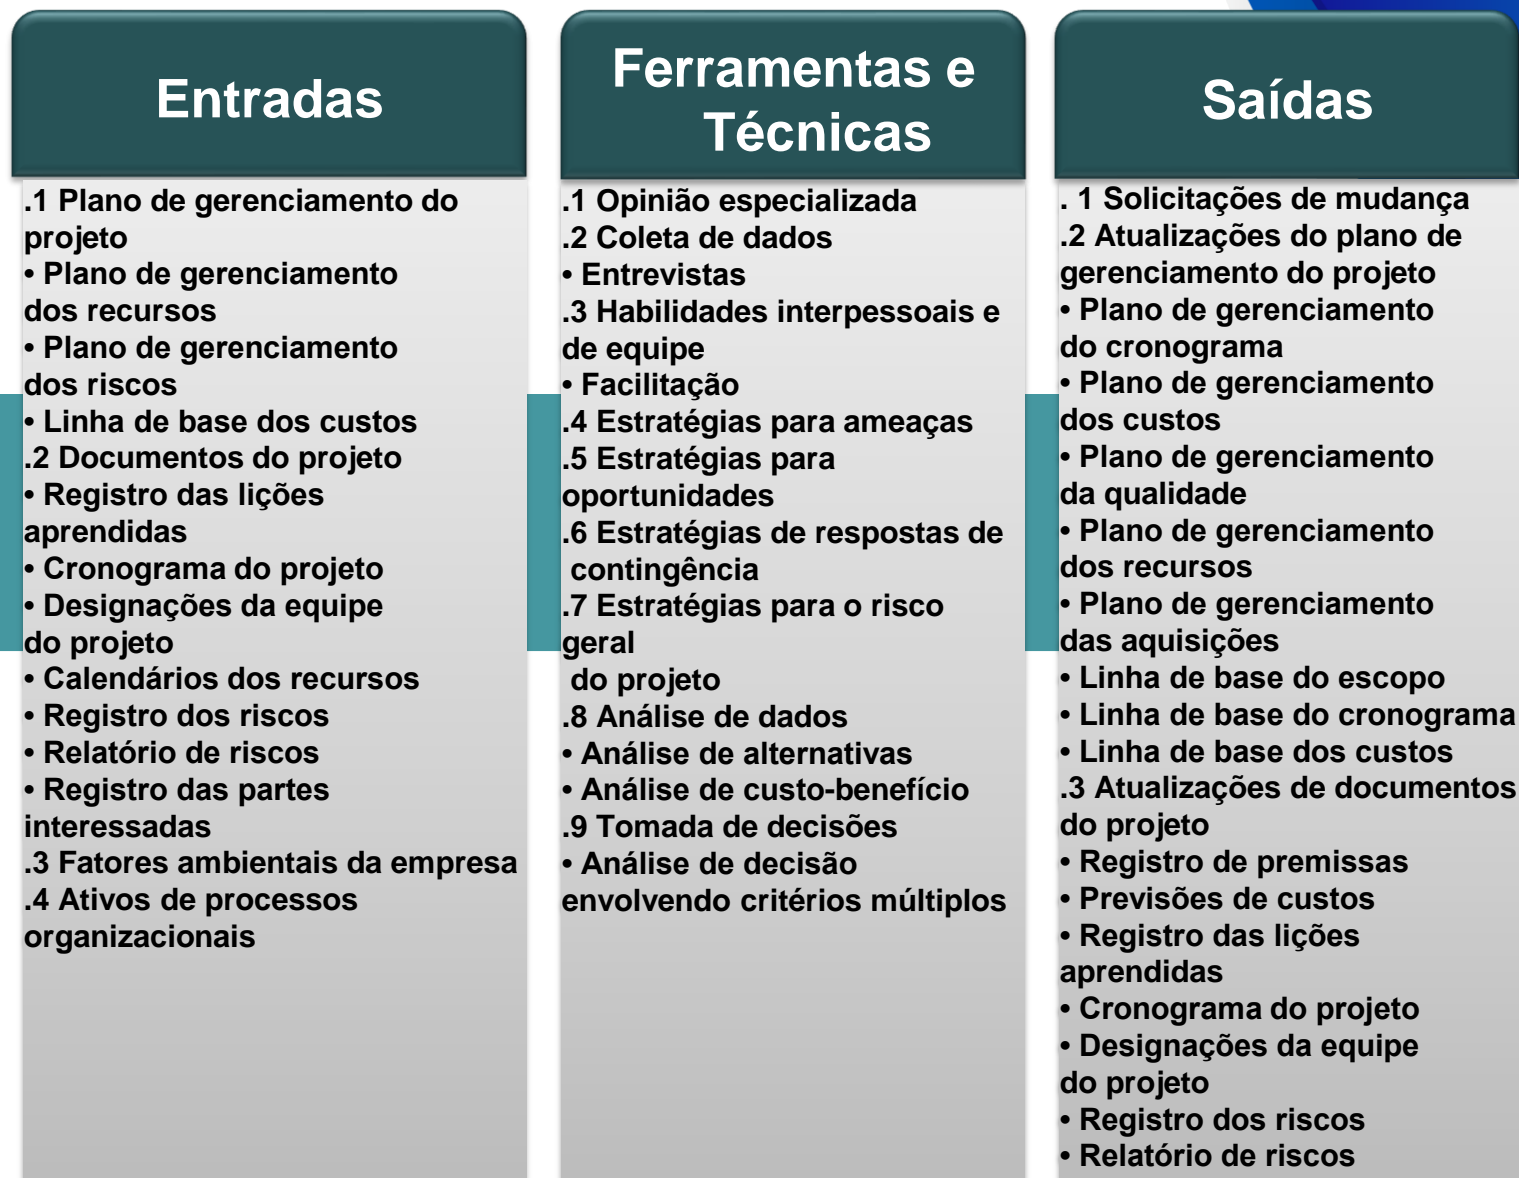 Entradas
.1 Plano de gerenciamento do
projeto
• Plano de gerenciamento
dos recursos
• Plano de gerenciamento
dos riscos
• Linha de base dos custos
.2 Documentos do projeto
• Registro das lições
aprendidas
• Cronograma do projeto
• Designações da equipe
do projeto
• Calendários dos recursos
• Registro dos riscos
• Relatório de riscos
• Registro das partes
interessadas
.3 Fatores ambientais da empresa
.4 Ativos de processos
organizacionais
Ferramentas e
Técnicas
.1 Opinião especializada
.2 Coleta de dados
• Entrevistas
.3 Habilidades interpessoais e
de equipe
• Facilitação
.4 Estratégias para ameaças
.5 Estratégias para
oportunidades
.6 Estratégias de respostas de
contingência
.7 Estratégias para o risco
geral
do projeto
.8 Análise de dados
• Análise de alternativas
• Análise de custo-benefício
.9 Tomada de decisões
• Análise de decisão
envolvendo critérios múltiplos
Saídas
. 1 Solicitações de mudança
.2 Atualizações do plano de
gerenciamento do projeto
• Plano de gerenciamento
do cronograma
• Plano de gerenciamento
dos custos
• Plano de gerenciamento
da qualidade
• Plano de gerenciamento
dos recursos
• Plano de gerenciamento
das aquisições
• Linha de base do escopo
• Linha de base do cronograma
• Linha de base dos custos
.3 Atualizações de documentos
do projeto
• Registro de premissas
• Previsões de custos
• Registro das lições
aprendidas
• Cronograma do projeto
• Designações da equipe
do projeto
• Registro dos riscos
• Relatório de riscos